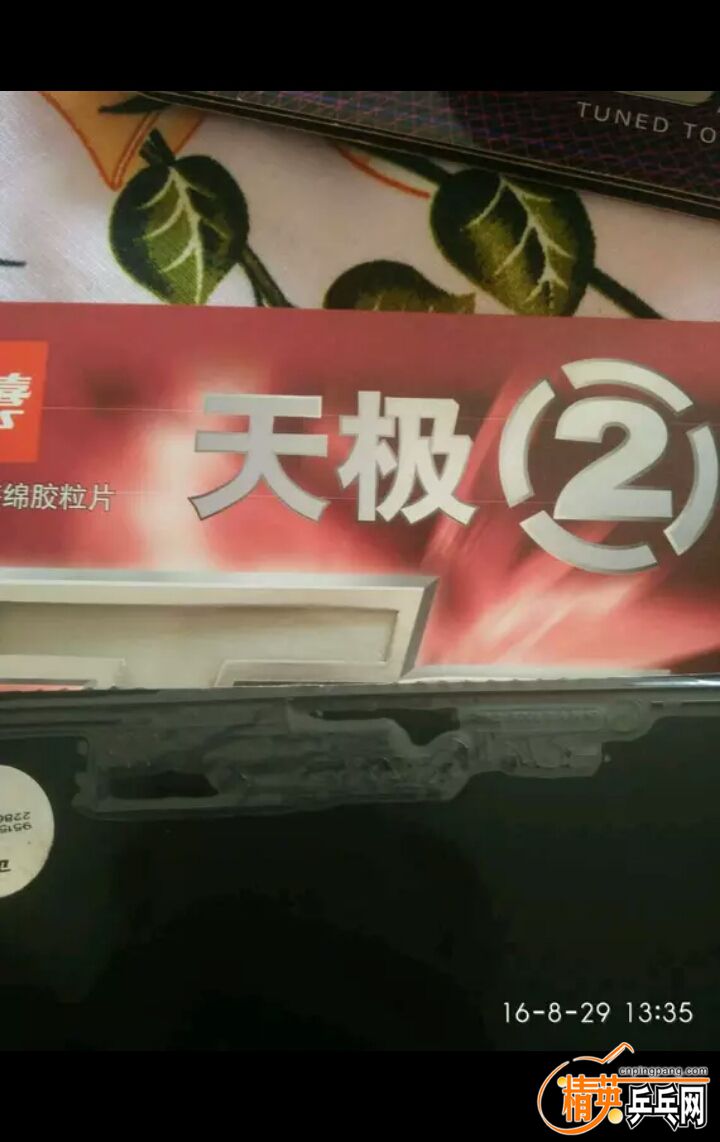 TUNED TO
天极②
绵胶粒片
16-8-29 13:35
cnpingpang.com
精英乒乓网